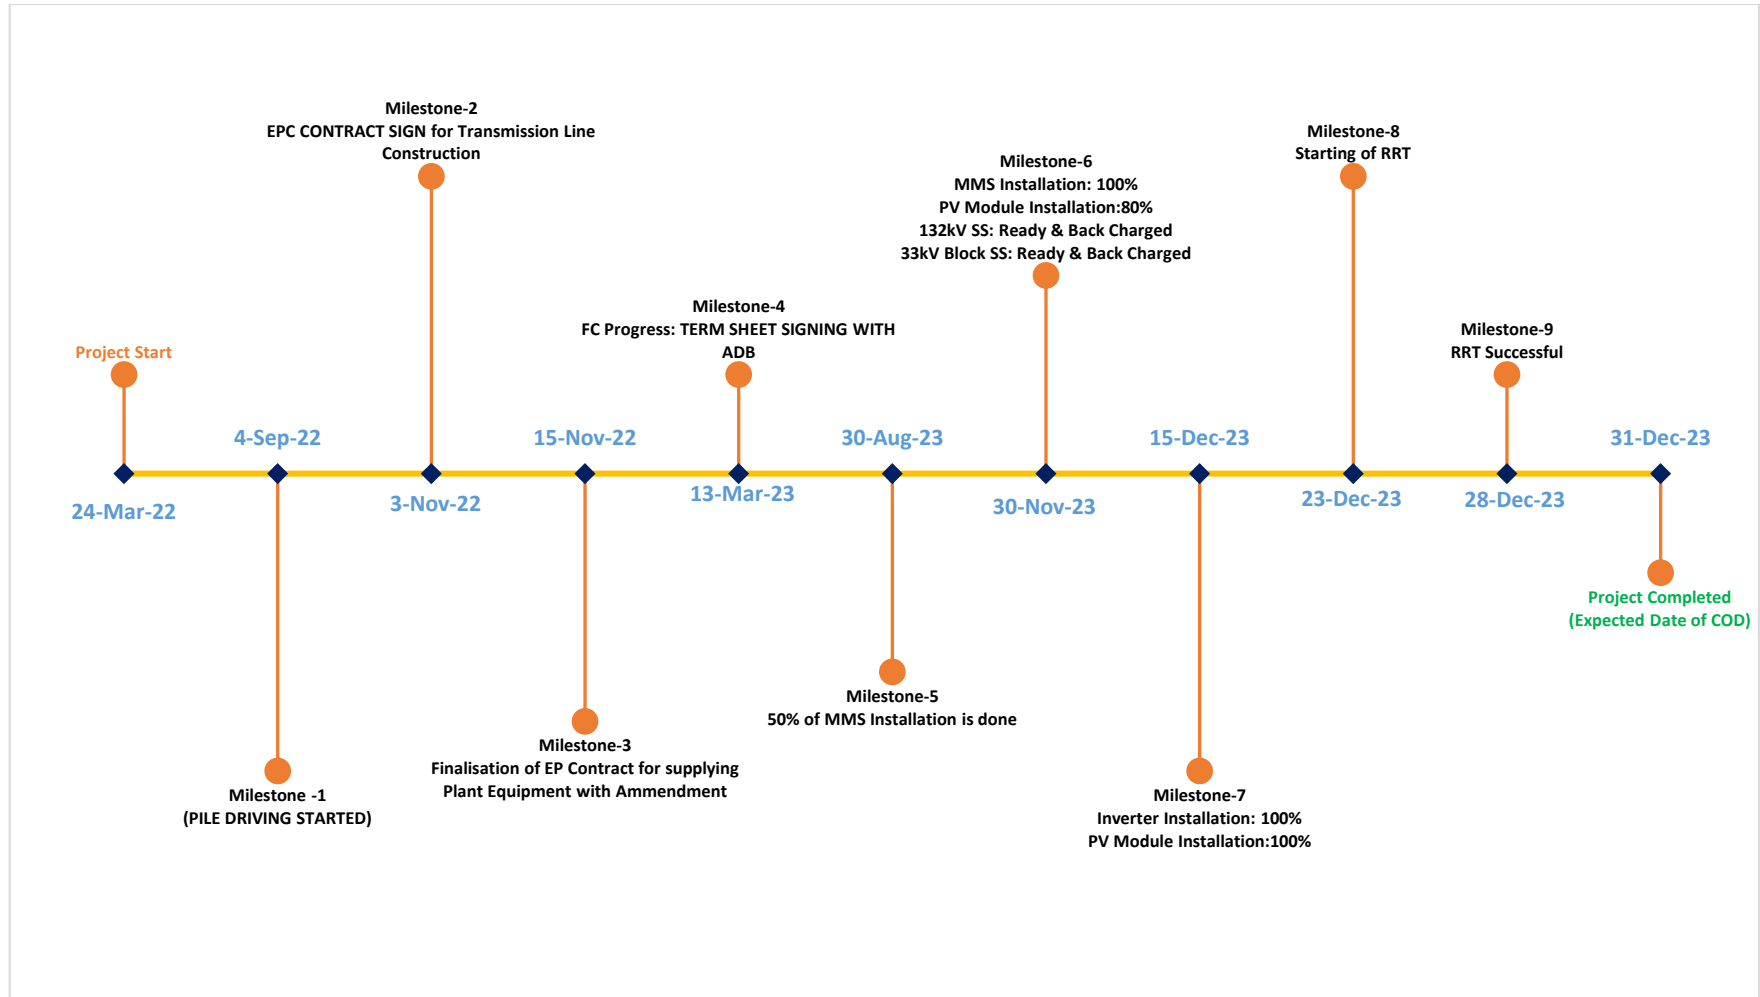 Project Start
24-Mar-22
4-Sep-22
Milestone -1
(PILE DRIVING STARTED)
Milestone-2
EPC CONTRACT SIGN for Transmission Line
Construction
3-Nov-22
15-Nov-22
Milestone-3
Finalisation of EP Contract for supplying
Plant Equipment with Ammendment
Milestone-4
FC Progress: TERM SHEET SIGNING WITH
ADB
13-Mar-23
30-Aug-23
Milestone-5
50% of MMS Installation is done
Milestone-6
MMS Installation: 100%
PV Module Installation:80%
132kV SS: Ready & Back Charged
33kV Block SS: Ready & Back Charged
30-Nov-23
15-Dec-23
Milestone-7
Inverter Installation: 100%
PV Module Installation:100%
Milestone-8
Starting of RRT
23-Dec-23
Milestone-9
RRT Successful
28-Dec-23
31-Dec-23
Project Completed
(Expected Date of COD)